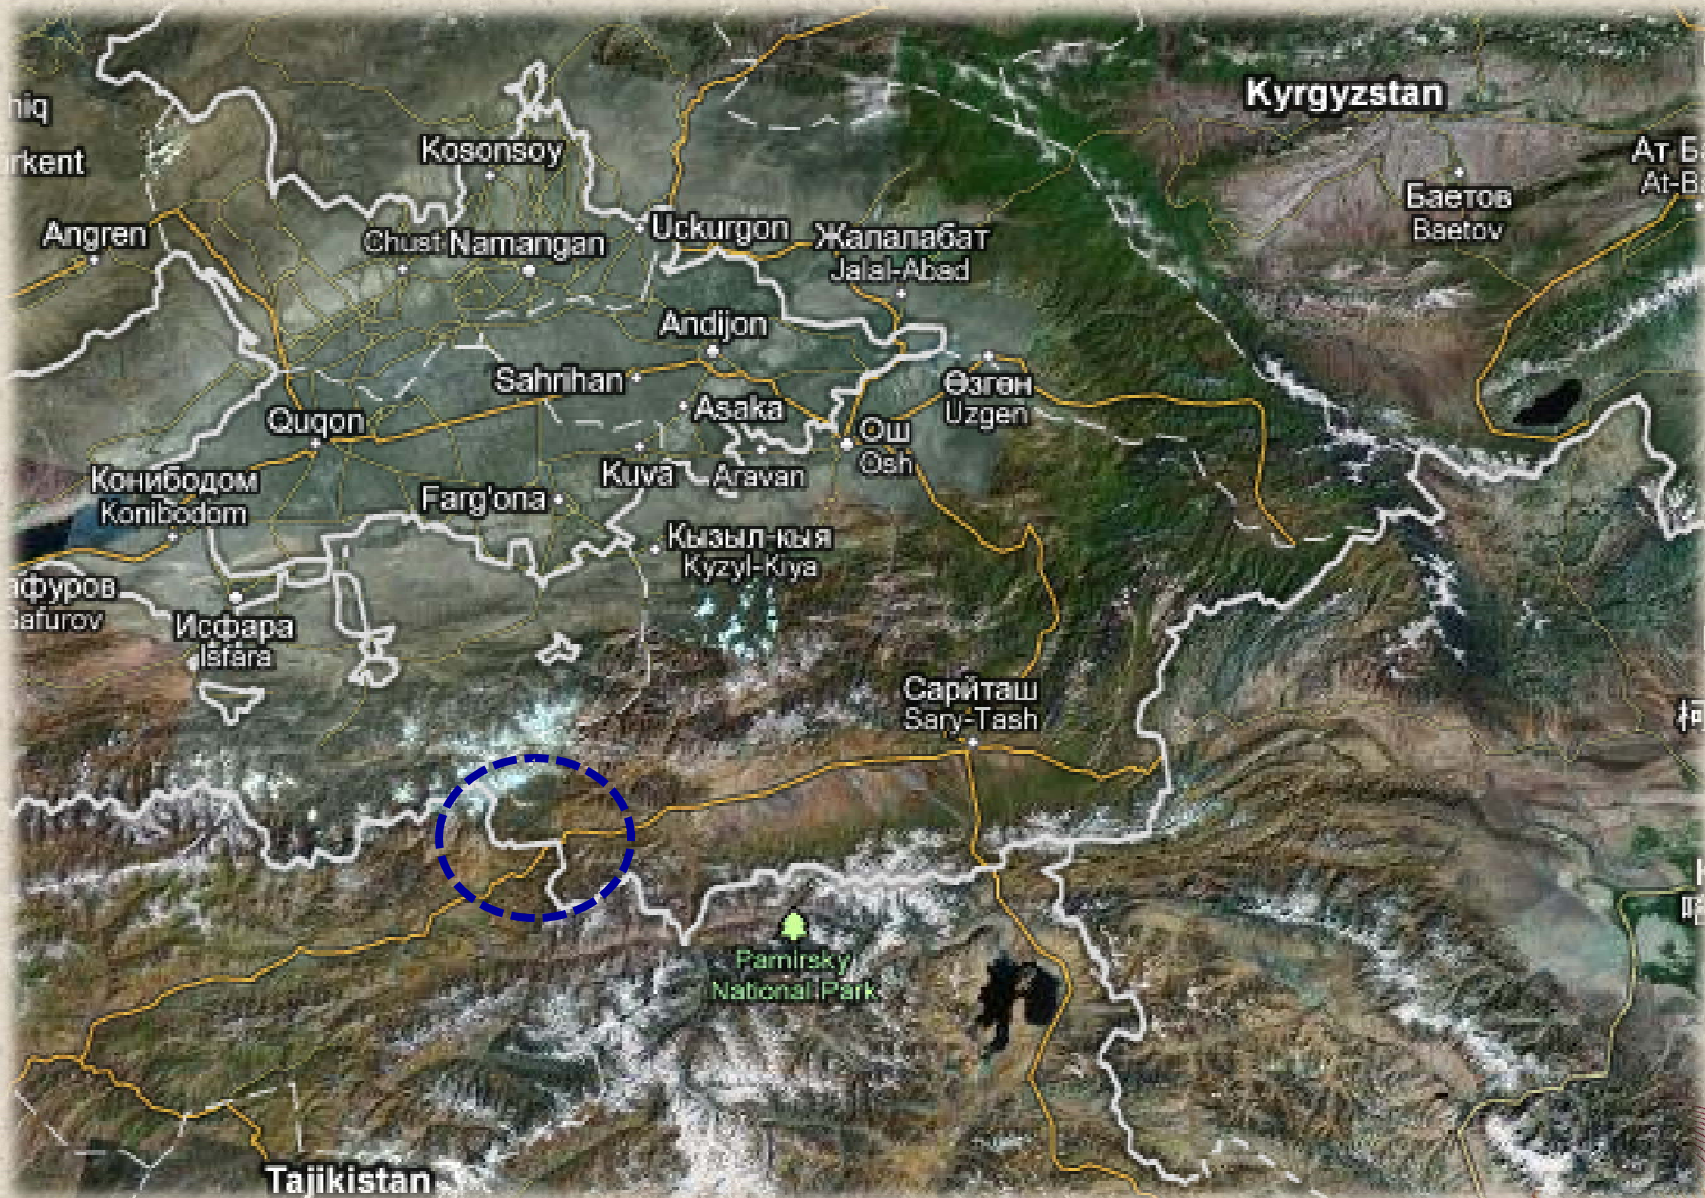 Kyrgyzstan
Kosonsoy
Баетов
Baetov
Angren
Chust
Namangan
Uckurgon
Жалалабат
Jalal-Abad
Andijon
Sahrihan
Asaka
Өзгөн
Uzgen
Quqon
Ош
Osh
Конибодом
Konibodom
Farg'ona
Kuva
Aravan
Кызыл-кыя
Kyzyl-Kiya
афуров
Safurov
Исфара
Isfara
Сарйташ
Sary-Tash
Pamirsky
National Park
Tajikistan